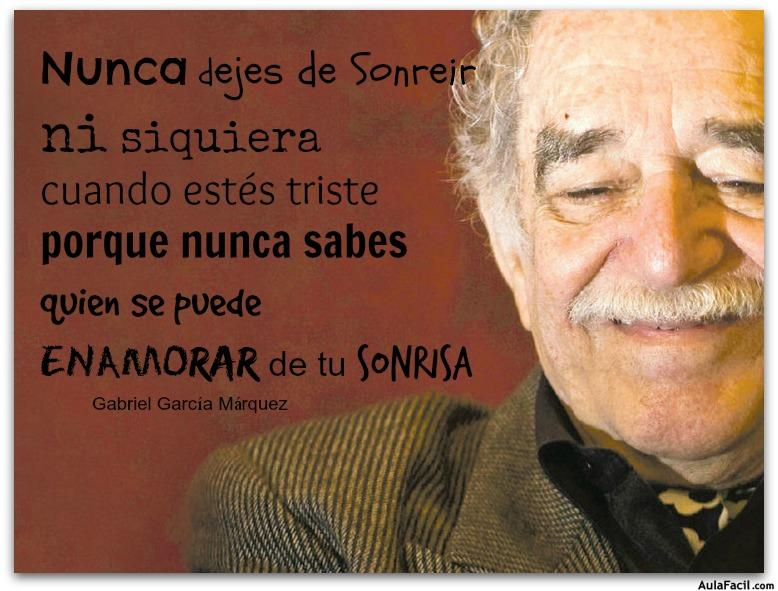 Nunca dejes de Sonreir
ni siquiera
cuando estés triste
porque nunca sabes
quien se puede
ENAMORAR de tu SONRISA
Gabriel García Márquez
AulaFacil.com